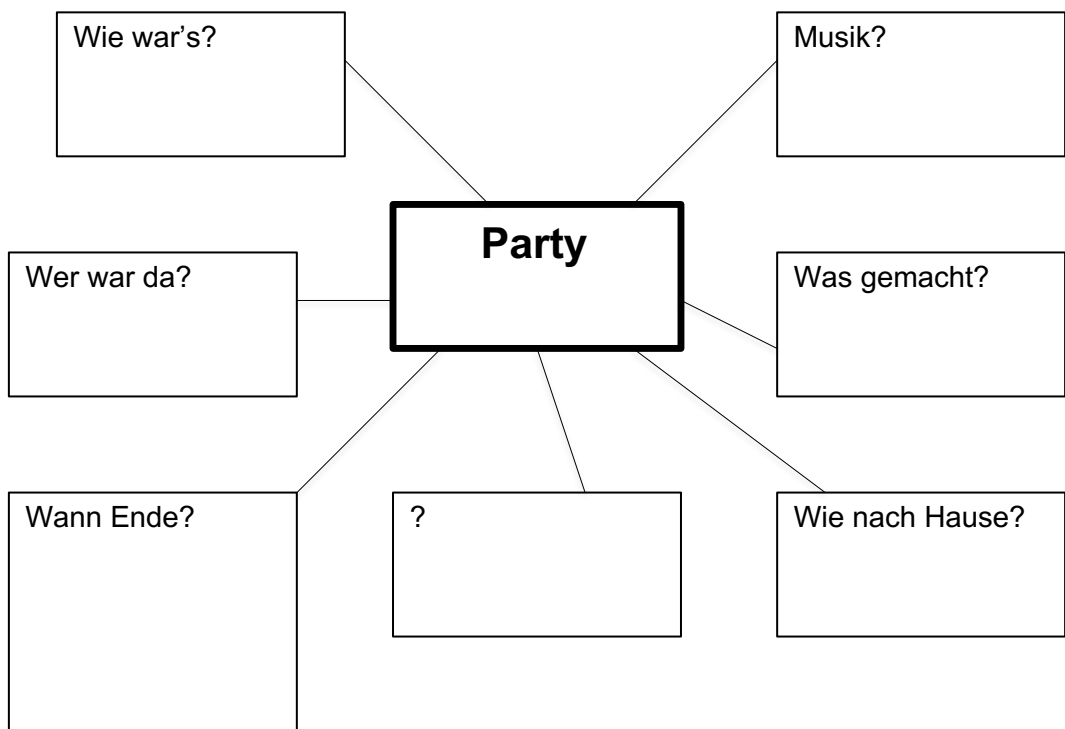 Wie war’s?
Musik?
Party
Wer war da?
Was gemacht?
Wann Ende?
?
Wie nach Hause?